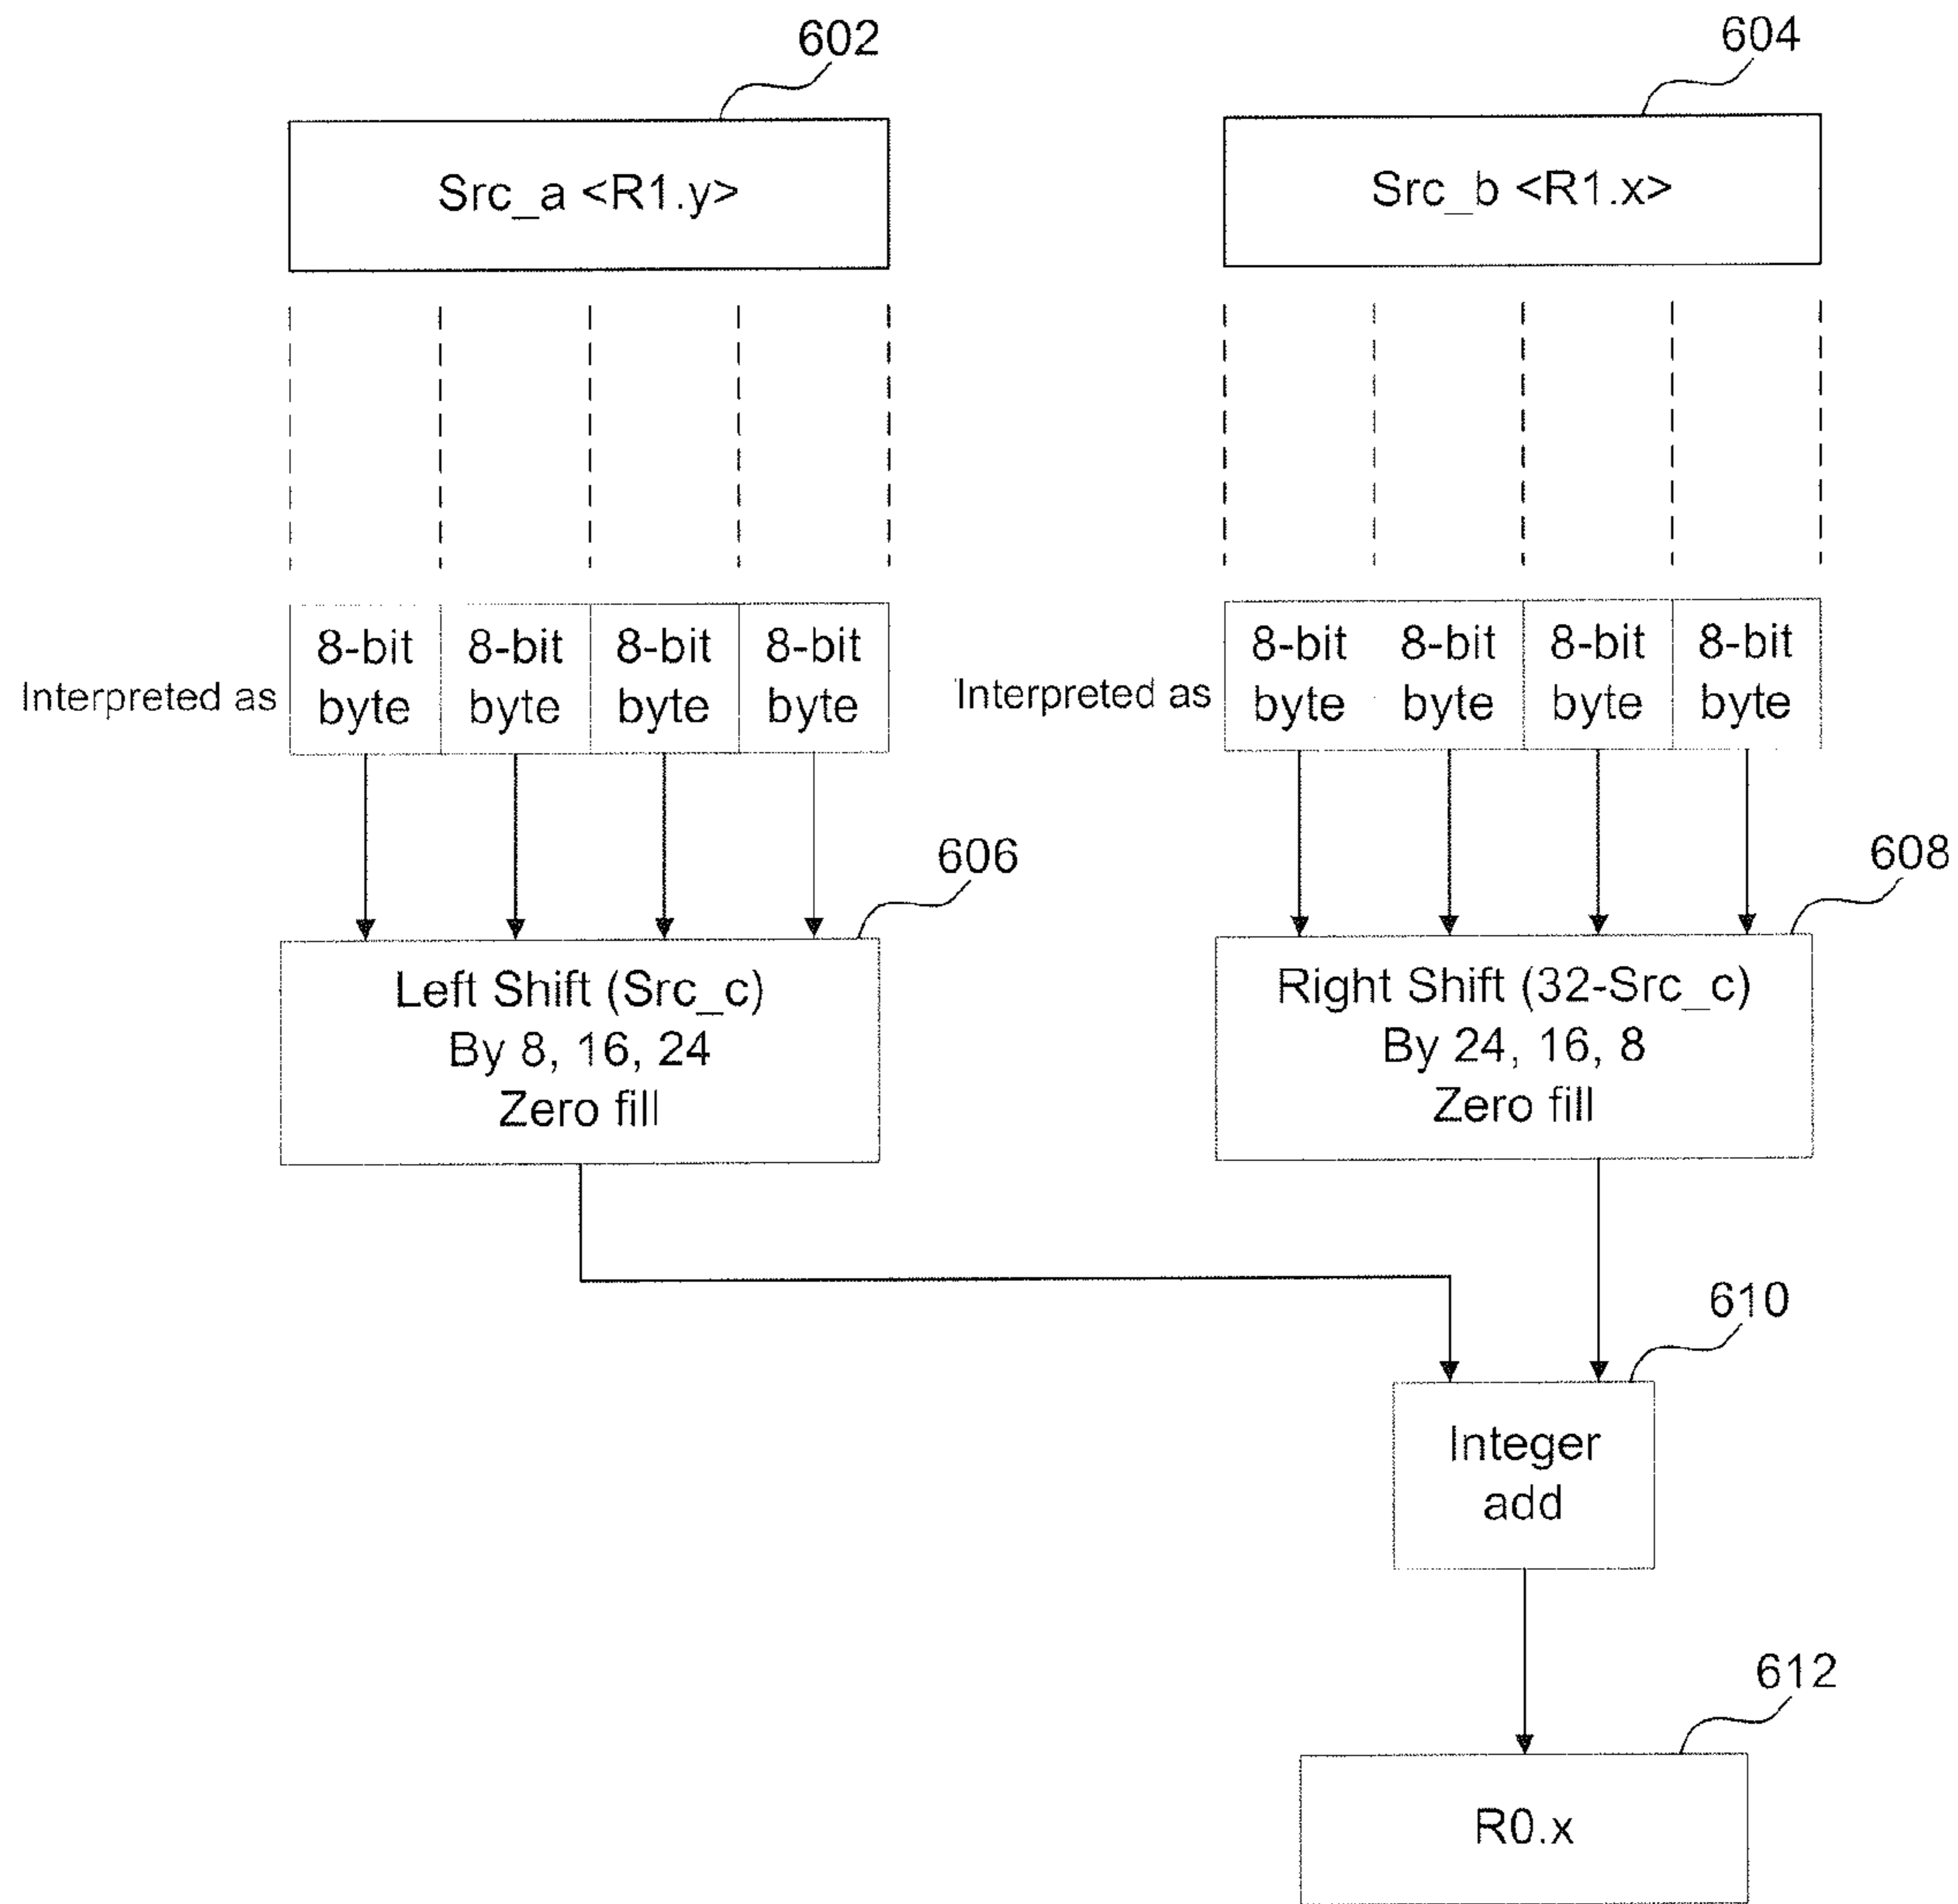 602
604
Src_a <R1.y>
Src_b <R1.x>
Interpreted as
8-bit
byte
8-bit
byte
8-bit
byte
8-bit
byte
Interpreted as
8-bit
byte
8-bit
byte
8-bit
byte
8-bit
byte
606
608
Left Shift (Src_c)
By 8, 16, 24
Zero fill
Right Shift (32-Src_c)
By 24, 16, 8
Zero fill
610
Integer
add
612
R0.x